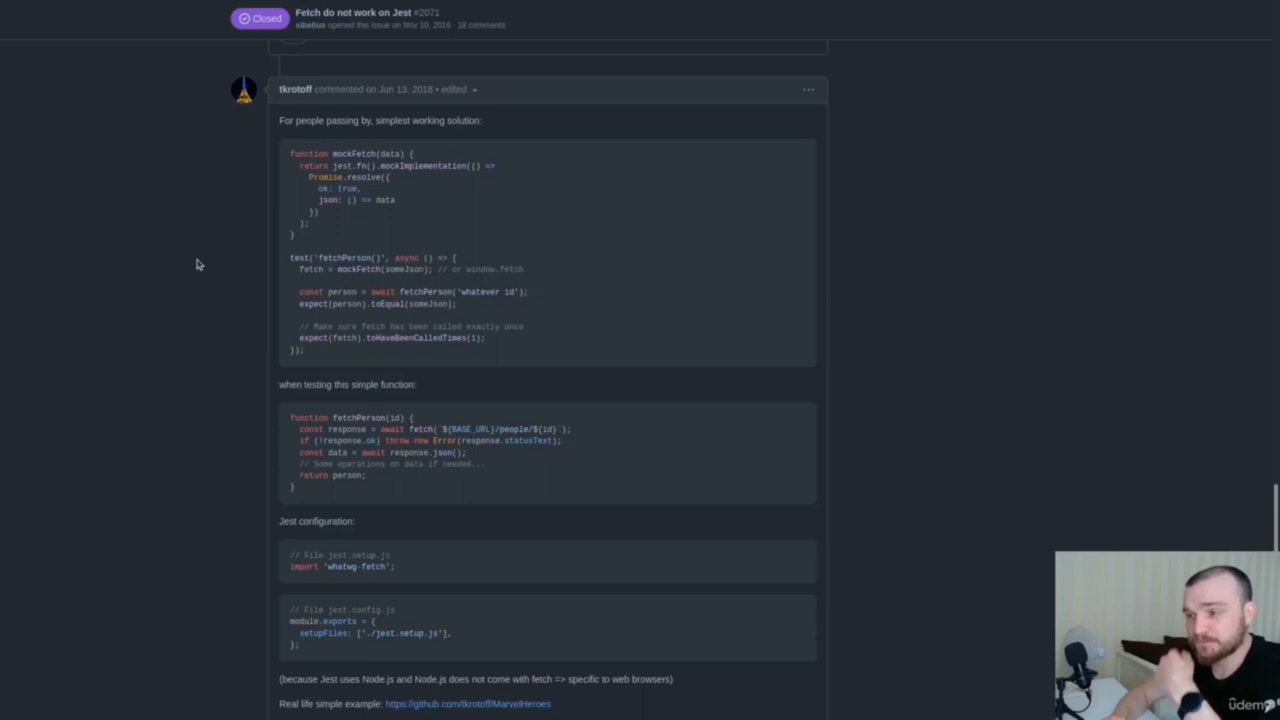 Closed
Fetch do not work on Jest #2071
sibelius opened this issue on Nov 10, 2016 · 18 comments
tkrotoff commented on Jun 13, 2018 • edited
For people passing by, simplest working solution:
function mockFetch(data) {
return jest.fn().mockImplementation(() =>
Promise.resolve({
ok: true,
json: () => data
})
);
}
test('fetchPerson()', async () => {
fetch = mockFetch(someJson); // or window.fetch
const person = await fetchPerson('whatever id');
expect(person).toEqual(someJson);
// Make sure fetch has been called exactly once
expect(fetch).toHaveBeenCalledTimes(1);
});
when testing this simple function:
function fetchPerson(id) {
const response = await fetch(`${BASE_URL}/people/${id}`);
if (!response.ok) throw new Error(response.statusText);
const data = await response.json();
// Some operations on data if needed...
return person;
}
Jest configuration:
// File jest.setup.js
import 'whatwg-fetch';
// File jest.config.js
module.exports = {
setupFiles: ['./jest.setup.js'],
};
(because Jest uses Node.js and Node.js does not come with fetch => specific to web browsers)
Real life simple example: https://github.com/tkrotoff/MarvelHeroes
udemy